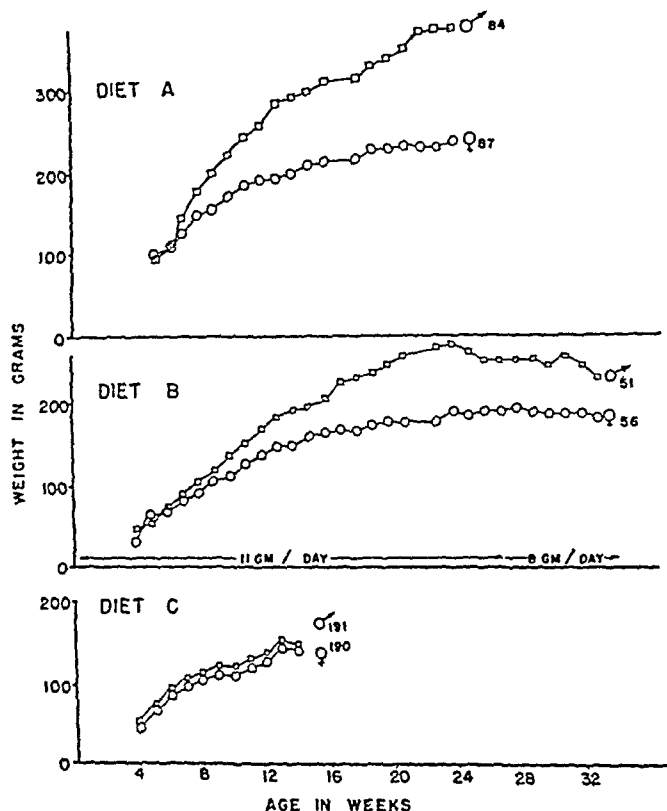 ♂ 84
300
DIET A
♀ 87
200
100
0
DIET B
♂ 51
200
♀ 56
100
11 GM / DAY
8 GM / DAY
0
WEIGHT IN GRAMS
DIET C
200
♂ 191
♀ 190
100
0
4 8 12 16 20 24 28 32
AGE IN WEEKS